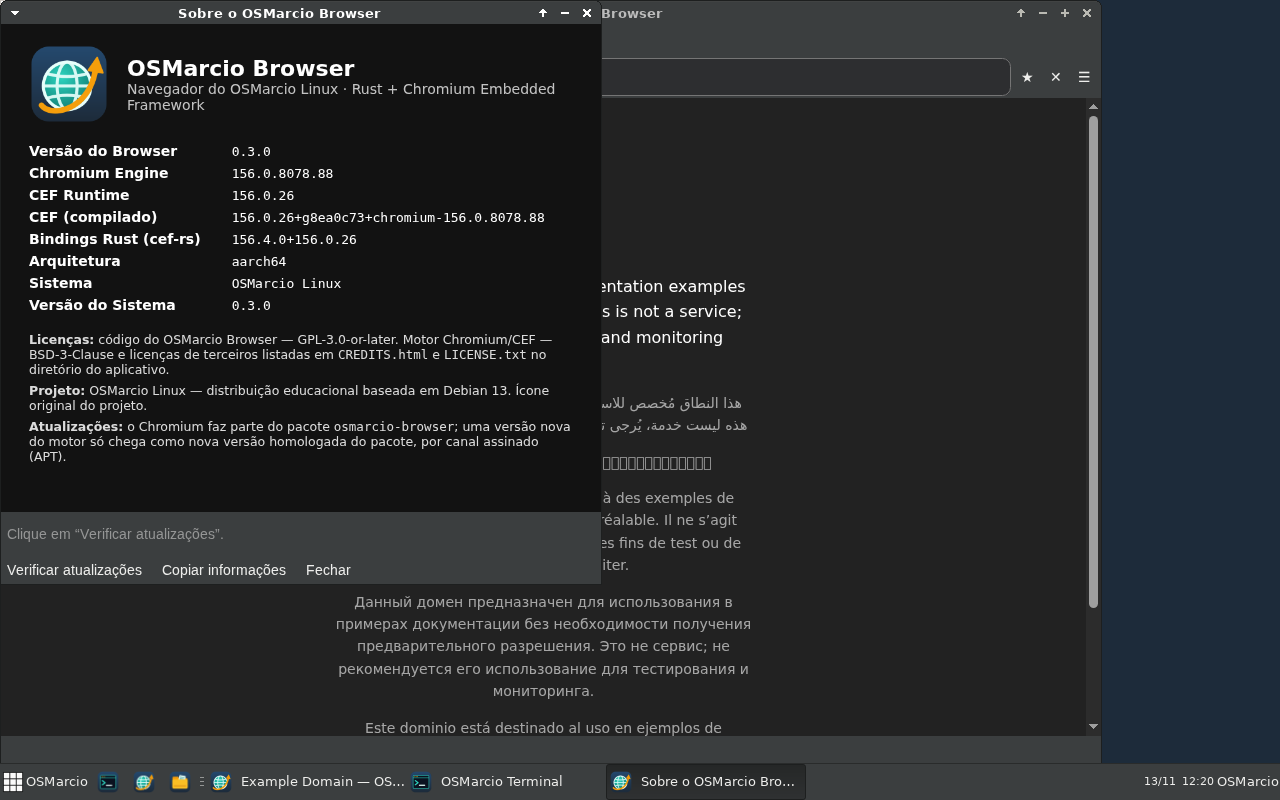 Sobre o OSMarcio Browser
Browser
OSMarcio Browser
Navegador do OSMarcio Linux · Rust + Chromium Embedded
Framework
Versão do Browser 0.3.0
Chromium Engine 156.0.8078.88
CEF Runtime 156.0.26
CEF (compilado) 156.0.26+g8ea0c73+chromium-156.0.8078.88
Bindings Rust (cef-rs) 156.4.0+156.0.26
Arquitetura aarch64
Sistema OSMarcio Linux
Versão do Sistema 0.3.0
Licenças: código do OSMarcio Browser — GPL-3.0-or-later. Motor Chromium/CEF —
BSD-3-Clause e licenças de terceiros listadas em CREDITS.html e LICENSE.txt no
diretório do aplicativo.
Projeto: OSMarcio Linux — distribuição educacional baseada em Debian 13. Ícone
original do projeto.
Atualizações: o Chromium faz parte do pacote osmarcio-browser; uma versão nova
do motor só chega como nova versão homologada do pacote, por canal assinado
(APT).
Clique em “Verificar atualizações”.
Verificar atualizações Copiar informações Fechar
entation examples
s is not a service;
and monitoring
هذا النطاق مُخصص للاس
هذه ليست خدمة، يُرجى
à des exemples de
réalable. Il ne s’agit
es fins de test ou de
iter.
Данный домен предназначен для использования в
примерах документации без необходимости получения
предварительного разрешения. Это не сервис; не
рекомендуется его использование для тестирования и
мониторинга.
Este dominio está destinado al uso en ejemplos de
OSMarcio Example Domain — OS... OSMarcio Terminal Sobre o OSMarcio Bro... 13/11 12:20 OSMarcio